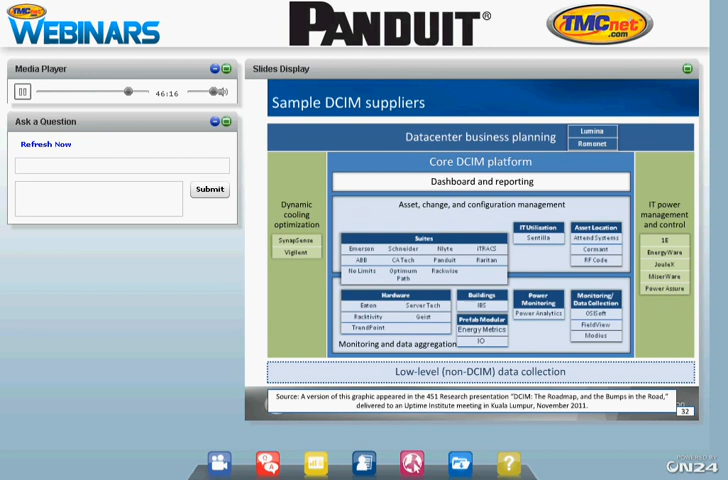 TMCnet
WEBINARS
PANDUIT®
TMCnet
.com
Media Player
46:16
Ask a Question
Refresh Now
Submit
Slides Display
Sample DCIM suppliers
Datacenter business planning
Lumina
Romonet
Core DCIM platform
Dashboard and reporting
Dynamic
cooling
optimization
SynapSense
Vigilent
Asset, change, and configuration management
Suites
Emerson Schneider Nlyte iTRACS
ABB CA Tech Panduit Raritan
No Limits Optimum Path Rackwise
IT Utilisation
Sentilla
Asset Location
Attend Systems
Cormant
RF Code
Hardware
Eaton Server Tech
Racktivity Geist
TrendPoint
Buildings
IBS
Prefab Modular
Energy Metrics
IO
Power
Monitoring
Power Analytics
Monitoring/
Data Collection
OSISoft
FieldView
Modius
Monitoring and data aggregation
IT power
management
and control
1E
EnergyWare
JouleX
MiserWare
Power Assure
Low-level (non-DCIM) data collection
Source: A version of this graphic appeared in the 451 Research presentation “DCIM: The Roadmap, and the Bumps in the Road,”
delivered to an Uptime Institute meeting in Kuala Lumpur, November 2011.
32
POWERED BY
ON24